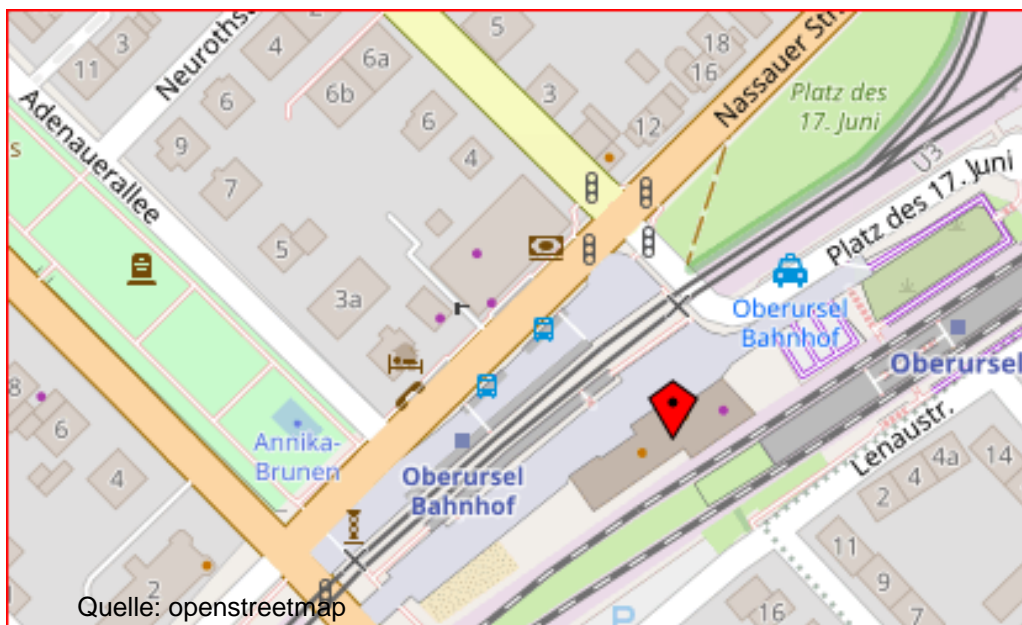 3
2
5
18
16
11
4
6a
6b
Neuroths
Nassauer Str
Platz des
17. Juni
6
3
6
12
9
4
Adenauerallee
s
7
U3
Platz des 17. Juni
5
3a
Oberursel
Bahnhof
Oberursel
8
6
Annika-
Brunen
4
Oberursel
Bahnhof
Lenaustr.
4a
14
4
2
11
9
7
2
16
P
Quelle: openstreetmap